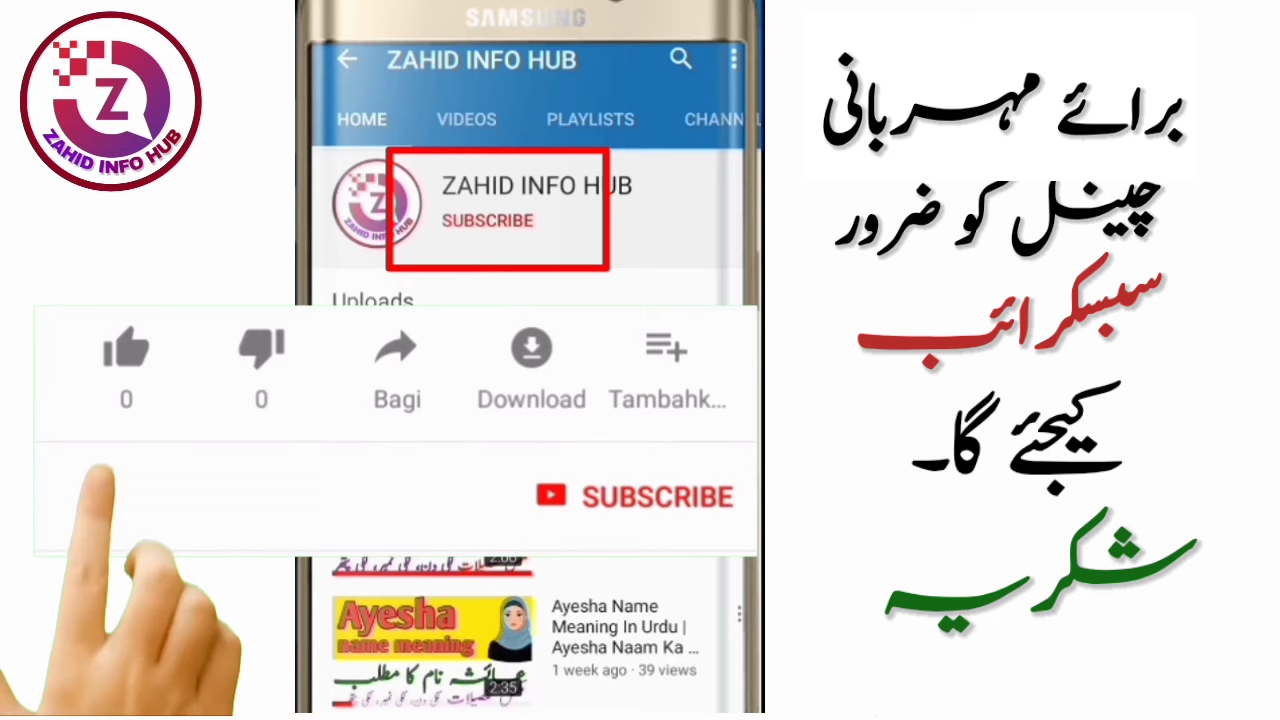 SAMSUNG
ZAHID INFO HUB
HOME VIDEOS PLAYLISTS CHANN
Z
ZAHID INFO HUB
Z
ZAHID INFO HUB
SUBSCRIBE
Uploads
0 0 Bagi Download Tambahk...
SUBSCRIBE
Ayesha
name meaning
عائشہ نام کا مطلب
2:35
Ayesha Name
Meaning In Urdu |
Ayesha Naam Ka ...
1 week ago · 39 views
برائے مہربانی
چینل کو ضرور
سبسکرائب
کیجئے گا۔
شکریہ